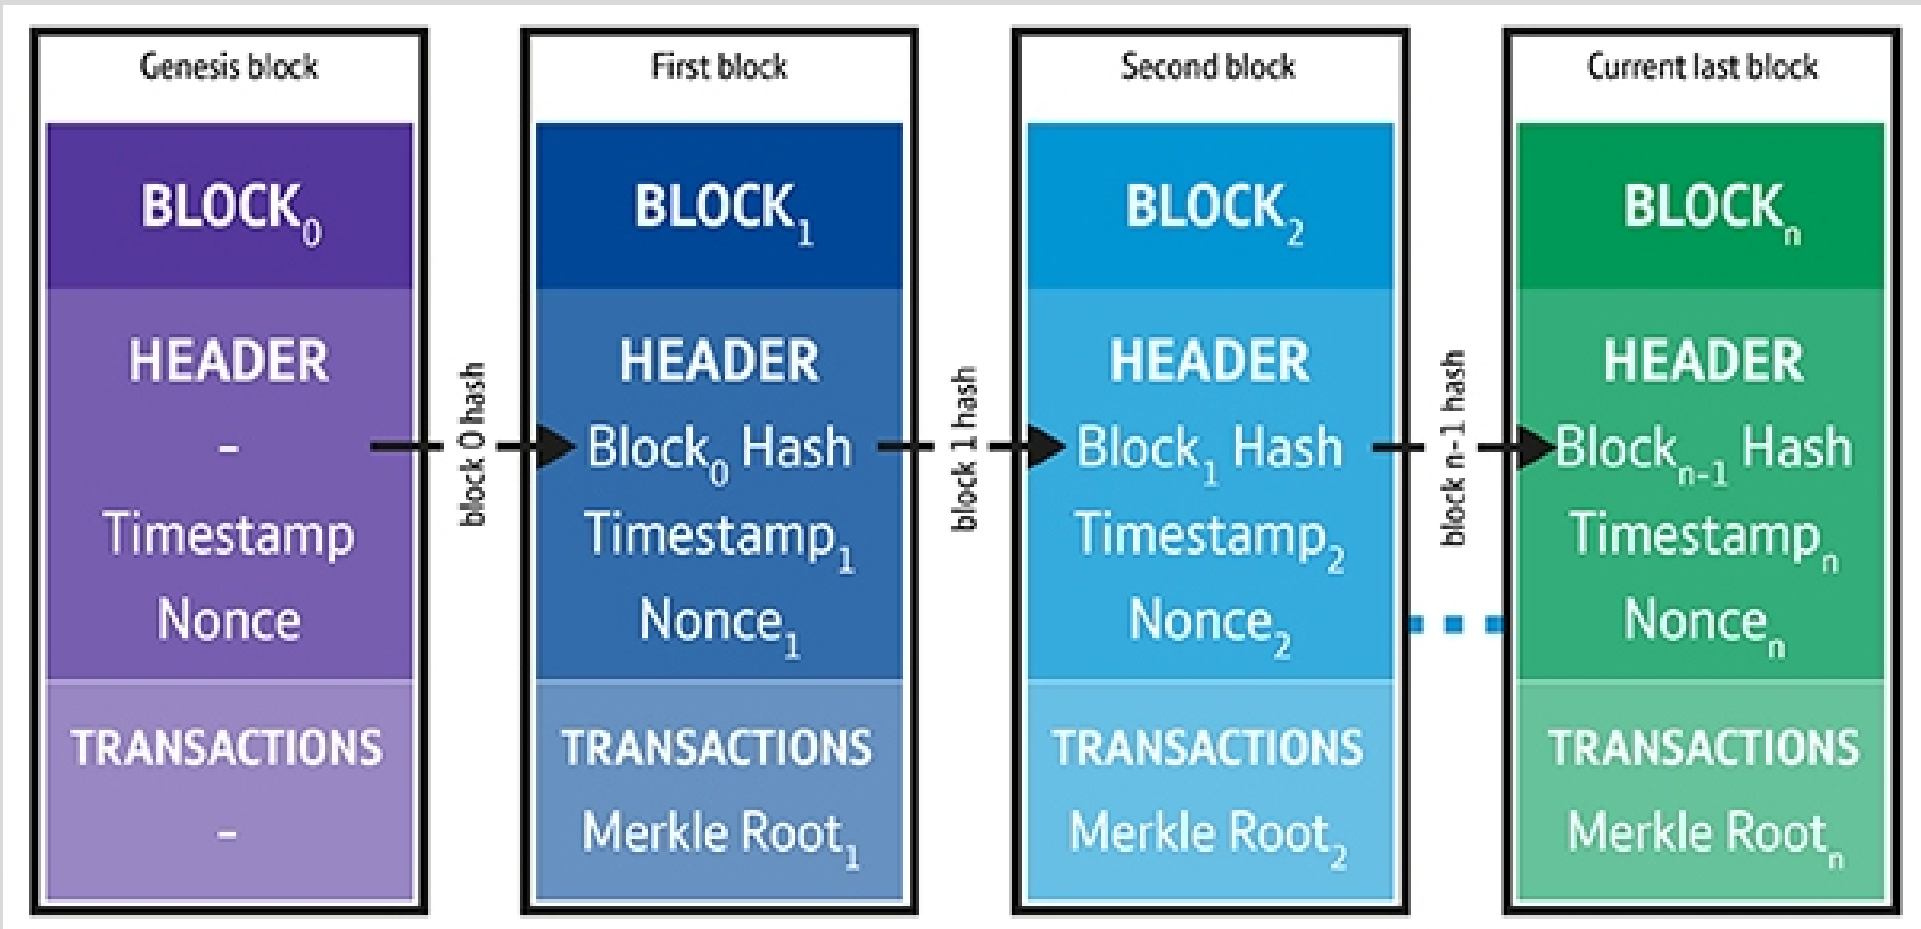 Genesis block
BLOCK₀
HEADER
–
Timestamp
Nonce
TRANSACTIONS
–
block 0 hash
First block
BLOCK₁
HEADER
Block₀ Hash
Timestamp₁
Nonce₁
TRANSACTIONS
Merkle Root₁
block 1 hash
Second block
BLOCK₂
HEADER
Block₁ Hash
Timestamp₂
Nonce₂
TRANSACTIONS
Merkle Root₂
block n-1 hash
Current last block
BLOCKₙ
HEADER
Blockₙ₋₁ Hash
Timestampₙ
Nonceₙ
TRANSACTIONS
Merkle Rootₙ